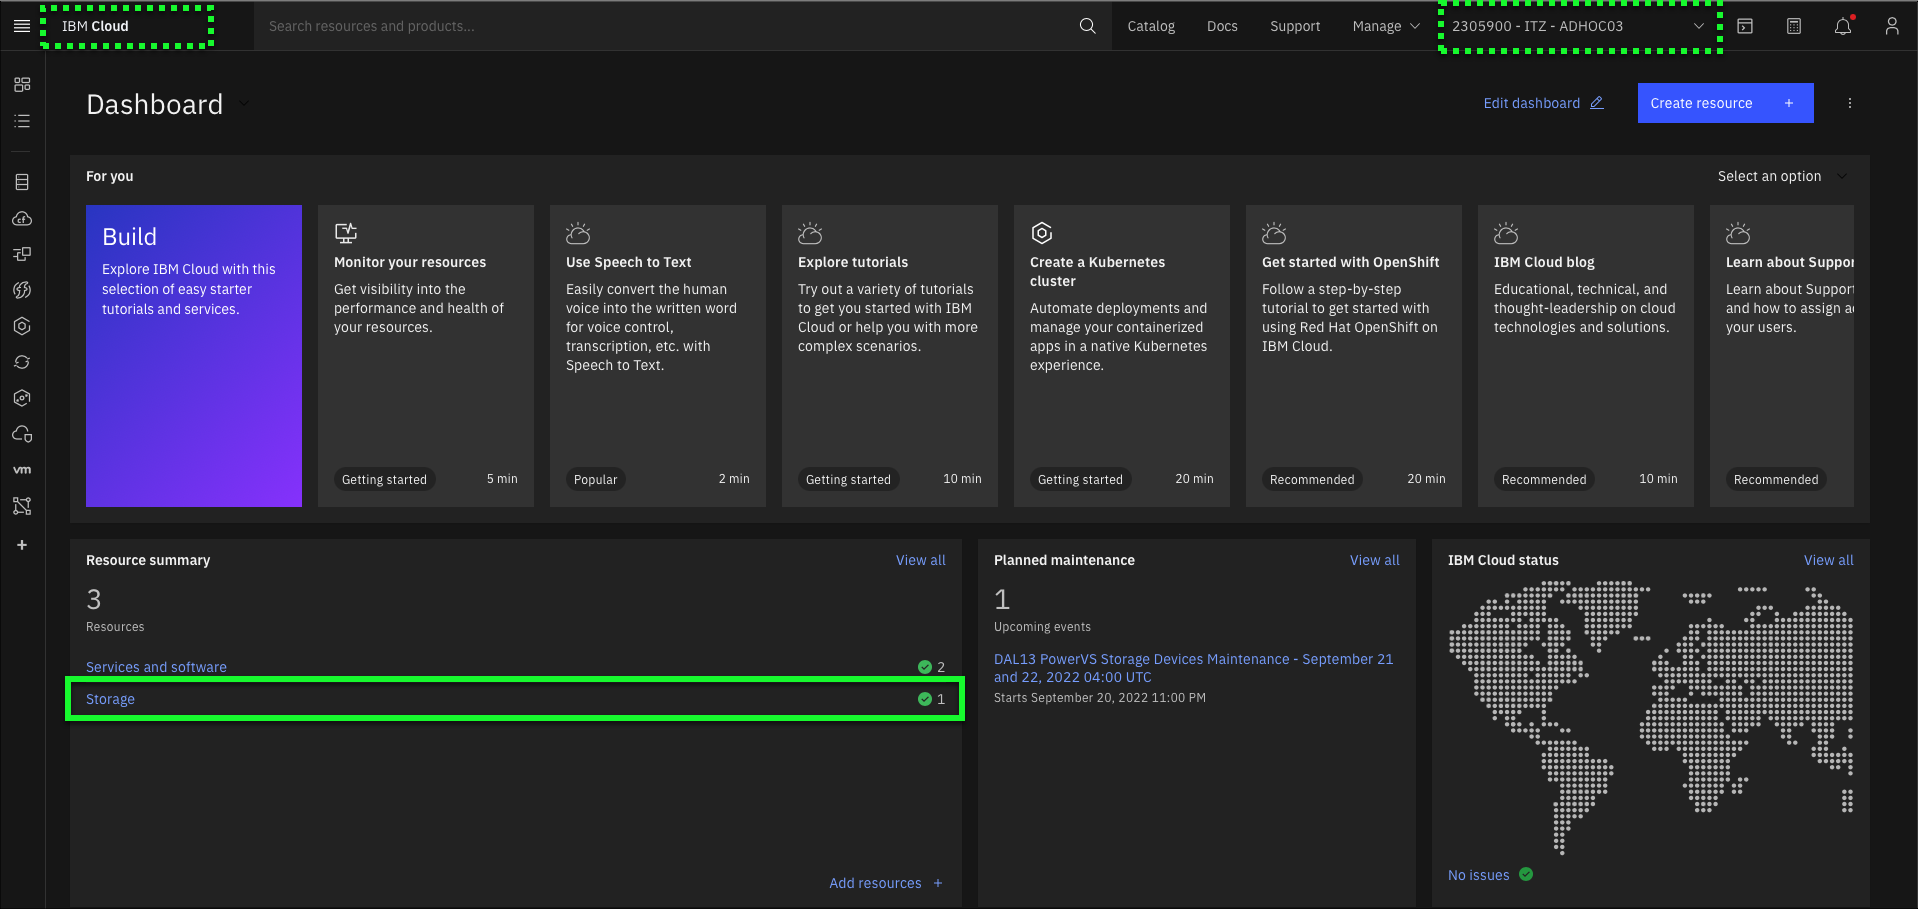 IBM Cloud
Search resources and products...
Catalog
Docs
Support
Manage
2305900 - ITZ - ADHOC03
Dashboard
Edit dashboard
Create resource +
For you
Select an option
Build
Explore IBM Cloud with this
selection of easy starter
tutorials and services.
Monitor your resources
Get visibility into the
performance and health of
your resources.
Getting started
5 min
Use Speech to Text
Easily convert the human
voice into the written word
for voice control,
transcription, etc. with
Speech to Text.
Popular
2 min
Explore tutorials
Try out a variety of tutorials
to get you started with IBM
Cloud or help you with more
complex scenarios.
Getting started
10 min
Create a Kubernetes
cluster
Automate deployments and
manage your containerized
apps in a native Kubernetes
experience.
Getting started
20 min
Get started with OpenShift
Follow a step-by-step
tutorial to get started with
using Red Hat OpenShift on
IBM Cloud.
Recommended
20 min
IBM Cloud blog
Educational, technical, and
thought-leadership on cloud
technologies and solutions.
Recommended
10 min
Learn about Suppor
Learn about Support
and how to assign a
your users.
Recommended
cf
vm
+
Resource summary
View all
3
Resources
Services and software
2
Storage
1
Add resources +
Planned maintenance
View all
1
Upcoming events
DAL13 PowerVS Storage Devices Maintenance - September 21
and 22, 2022 04:00 UTC
Starts September 20, 2022 11:00 PM
IBM Cloud status
View all
No issues